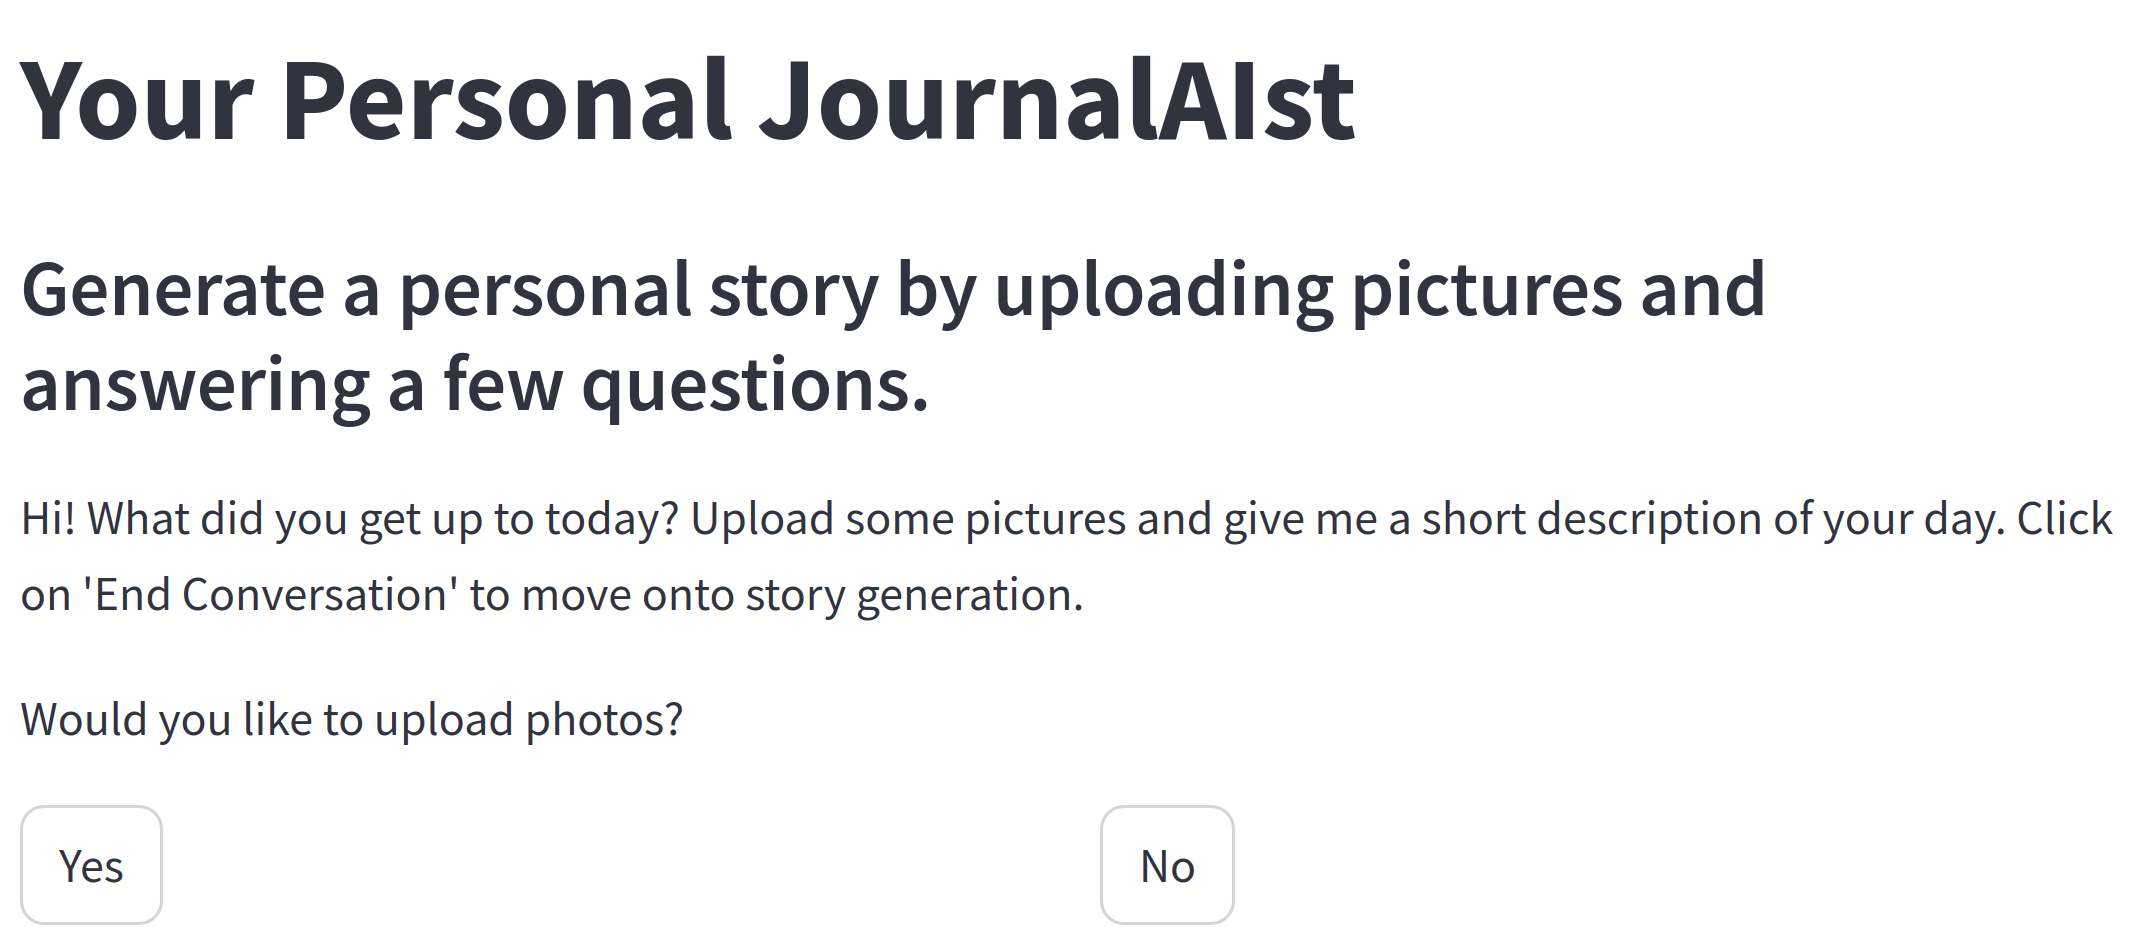 Your Personal JournalAIst
Generate a personal story by uploading pictures and
answering a few questions.
Hi! What did you get up to today? Upload some pictures and give me a short description of your day. Click
on 'End Conversation' to move onto story generation.
Would you like to upload photos?
Yes
No